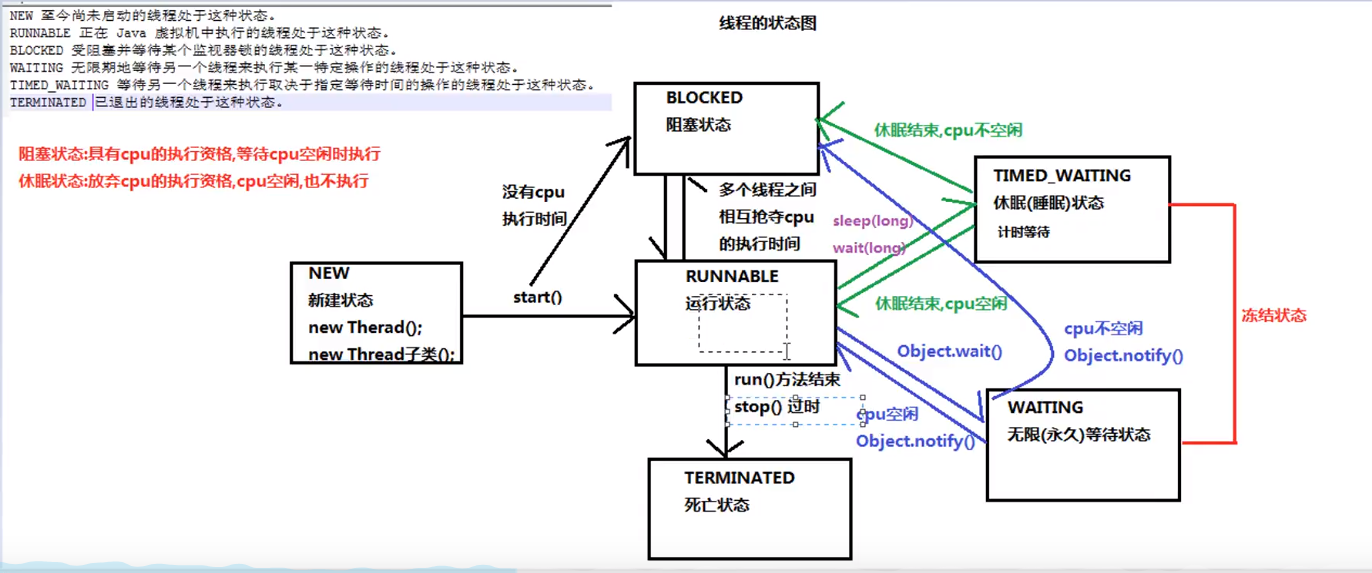 NEW 至今尚未启动的线程处于这种状态。
RUNNABLE 正在 Java 虚拟机中执行的线程处于这种状态。
BLOCKED 受阻塞并等待某个监视器锁的线程处于这种状态。
WAITING 无限期地等待另一个线程来执行某一特定操作的线程处于这种状态。
TIMED_WAITING 等待另一个线程来执行取决于指定等待时间的操作的线程处于这种状态。
TERMINATED 已退出的线程处于这种状态。
线程的状态图
阻塞状态:具有cpu的执行资格,等待cpu空闲时执行
休眠状态:放弃cpu的执行资格,cpu空闲,也不执行
BLOCKED
阻塞状态
休眠结束,cpu不空闲
TIMED_WAITING
休眠(睡眠)状态
计时等待
没有cpu
执行时间
多个线程之间
相互抢夺cpu
的执行时间
sleep(long)
wait(long)
NEW
新建状态
new Therad();
new Thread子类();
start()
RUNNABLE
运行状态
休眠结束,cpu空闲
冻结状态
cpu不空闲
Object.notify()
Object.wait()
run()方法结束
stop() 过时
cpu空闲
Object.notify()
WAITING
无限(永久)等待状态
TERMINATED
死亡状态